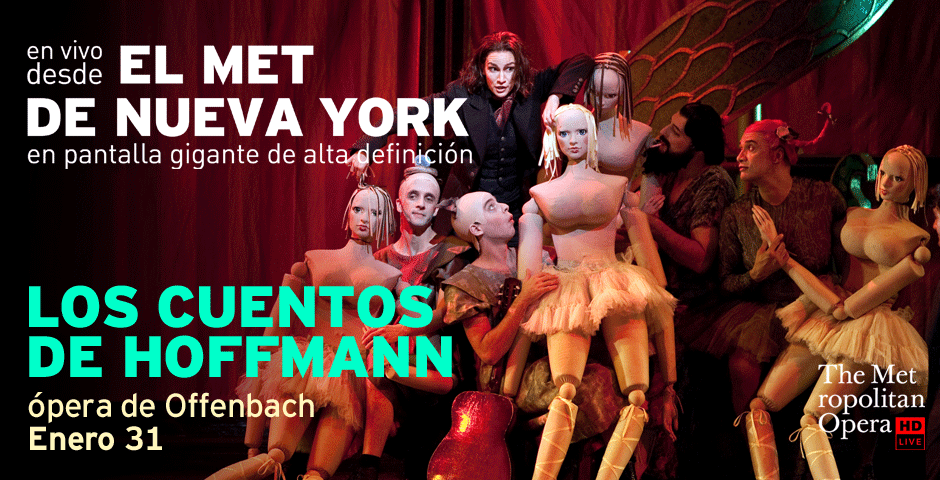 en vivo
desde EL MET
DE NUEVA YORK
en pantalla gigante de alta definición
LOS CUENTOS
DE HOFFMANN
ópera de Offenbach
Enero 31
The Met
ropolitan
Opera HD
LIVE